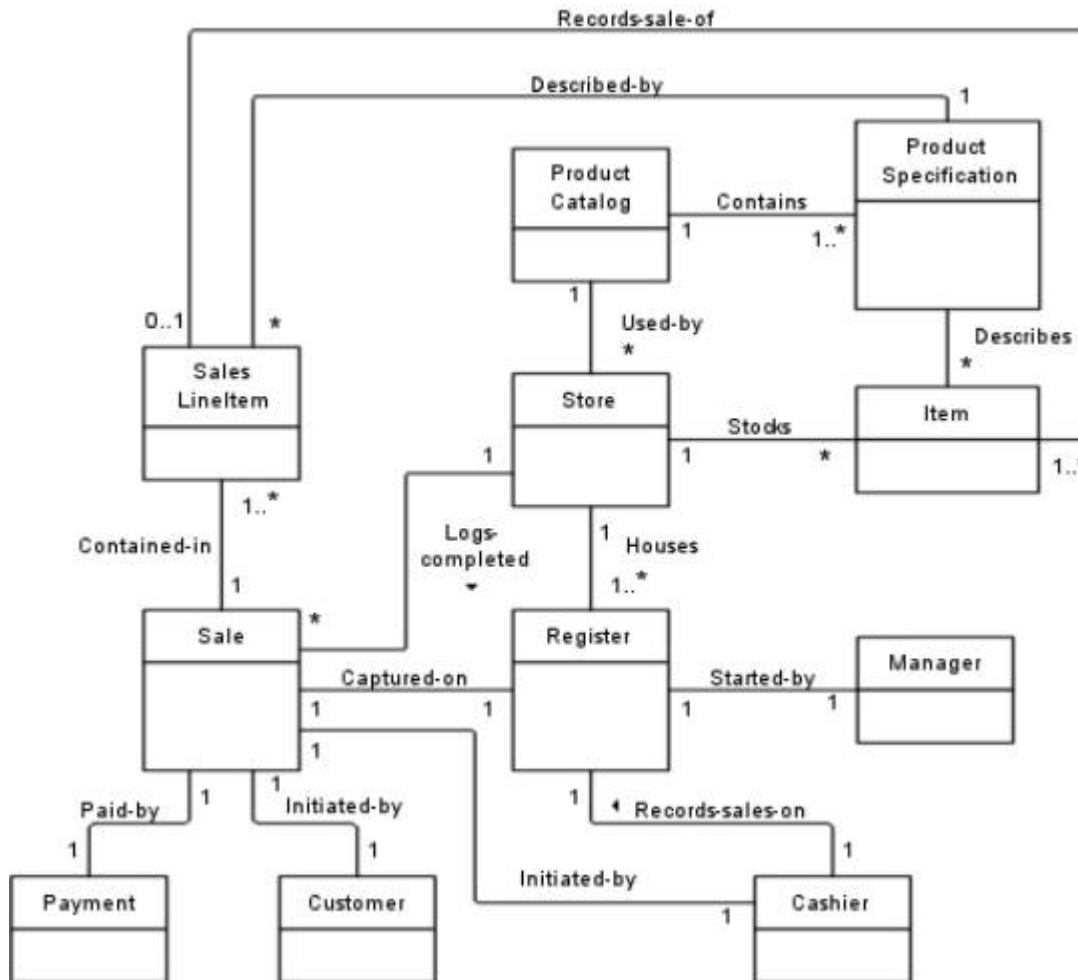 Records-sale-of
Described-by
1
Product
Specification
Product
Catalog
Contains
1
1..*
1
Used-by
*
Describes
*
0..1
*
Sales
LineItem
Store
Item
Stocks
1
1
*
1..*
Contained-in
1
Logs-
completed
*
1
Houses
1..*
Sale
Register
Manager
Captured-on
1
1
Started-by
1
1
1
1
1
Paid-by
1
Initiated-by
1
1
Records-sales-on
1
Initiated-by
1
Payment
Customer
Cashier